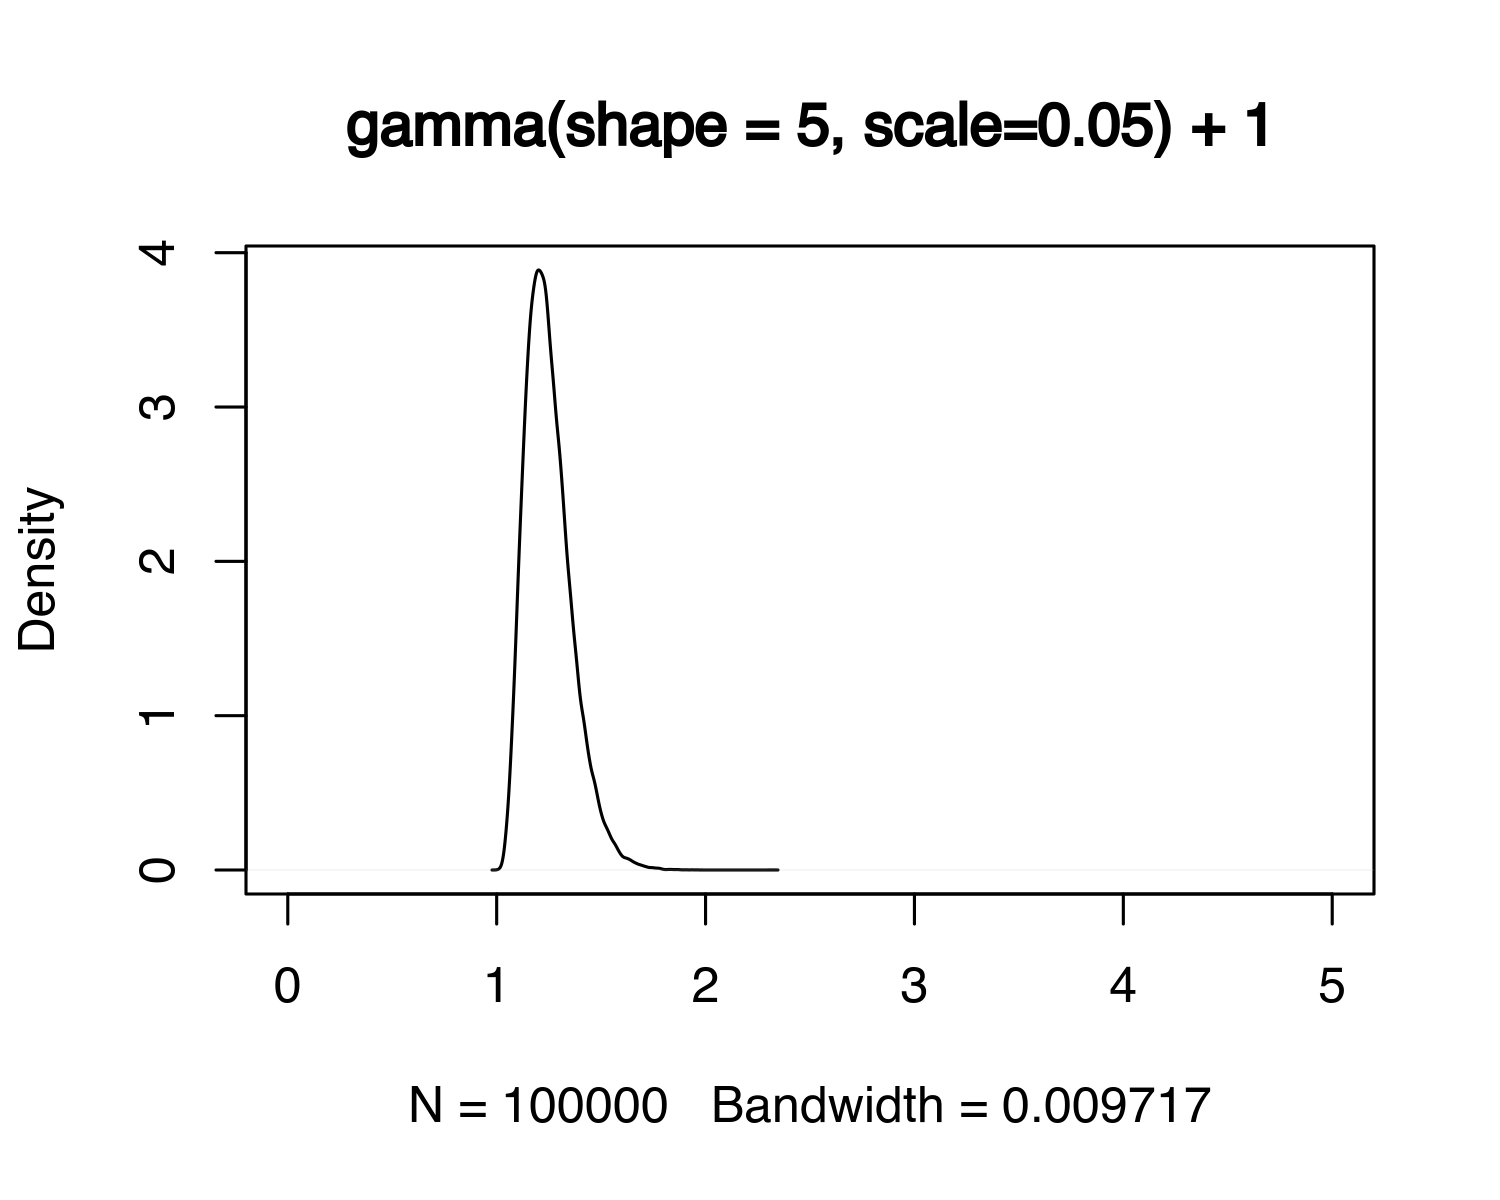 gamma(shape = 5, scale=0.05) + 1
4
3
2
1
0
Density
0 1 2 3 4 5
N = 100000 Bandwidth = 0.009717